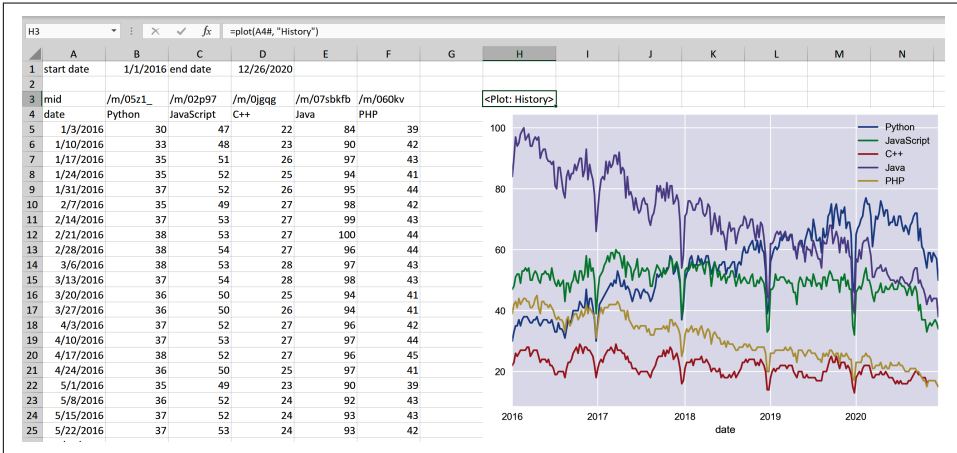 H3 fx =plot(A4#, "History")
A B C D E F G H I J K L M N
1 start date 1/1/2016 end date 12/26/2020
2
3 mid /m/05z1_ /m/02p97 /m/0jgqg /m/07sbkfb /m/060kv <Plot: History>
4 date Python JavaScript C++ Java PHP
5 1/3/2016 30 47 22 84 39
6 1/10/2016 33 48 23 90 42
7 1/17/2016 35 51 26 97 43
8 1/24/2016 35 52 25 94 41
9 1/31/2016 37 52 26 95 44
10 2/7/2016 35 49 27 98 42
11 2/14/2016 37 53 27 99 43
12 2/21/2016 38 53 27 100 44
13 2/28/2016 38 54 27 96 44
14 3/6/2016 38 53 28 97 43
15 3/13/2016 37 54 28 98 43
16 3/20/2016 36 50 25 94 41
17 3/27/2016 36 50 26 94 41
18 4/3/2016 37 52 27 96 42
19 4/10/2016 37 53 27 97 44
20 4/17/2016 38 52 27 96 45
21 4/24/2016 36 50 25 97 41
22 5/1/2016 35 49 23 90 39
23 5/8/2016 36 52 24 92 43
24 5/15/2016 37 52 24 93 43
25 5/22/2016 37 53 24 93 42
100
80
60
40
20
Python
JavaScript
C++
Java
PHP
2016 2017 2018 2019 2020
date